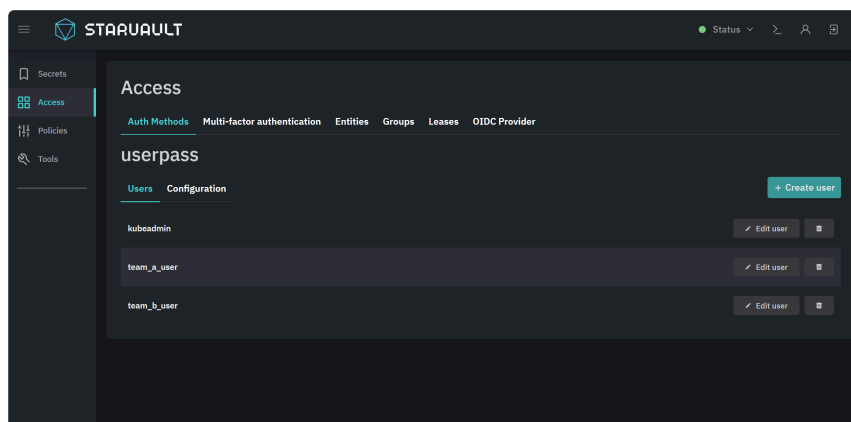 STARVAULT
Status
Secrets
Access
Policies
Tools
Access
Auth Methods Multi-factor authentication Entities Groups Leases OIDC Provider
userpass
Users Configuration
+ Create user
kubeadmin Edit user
team_a_user Edit user
team_b_user Edit user